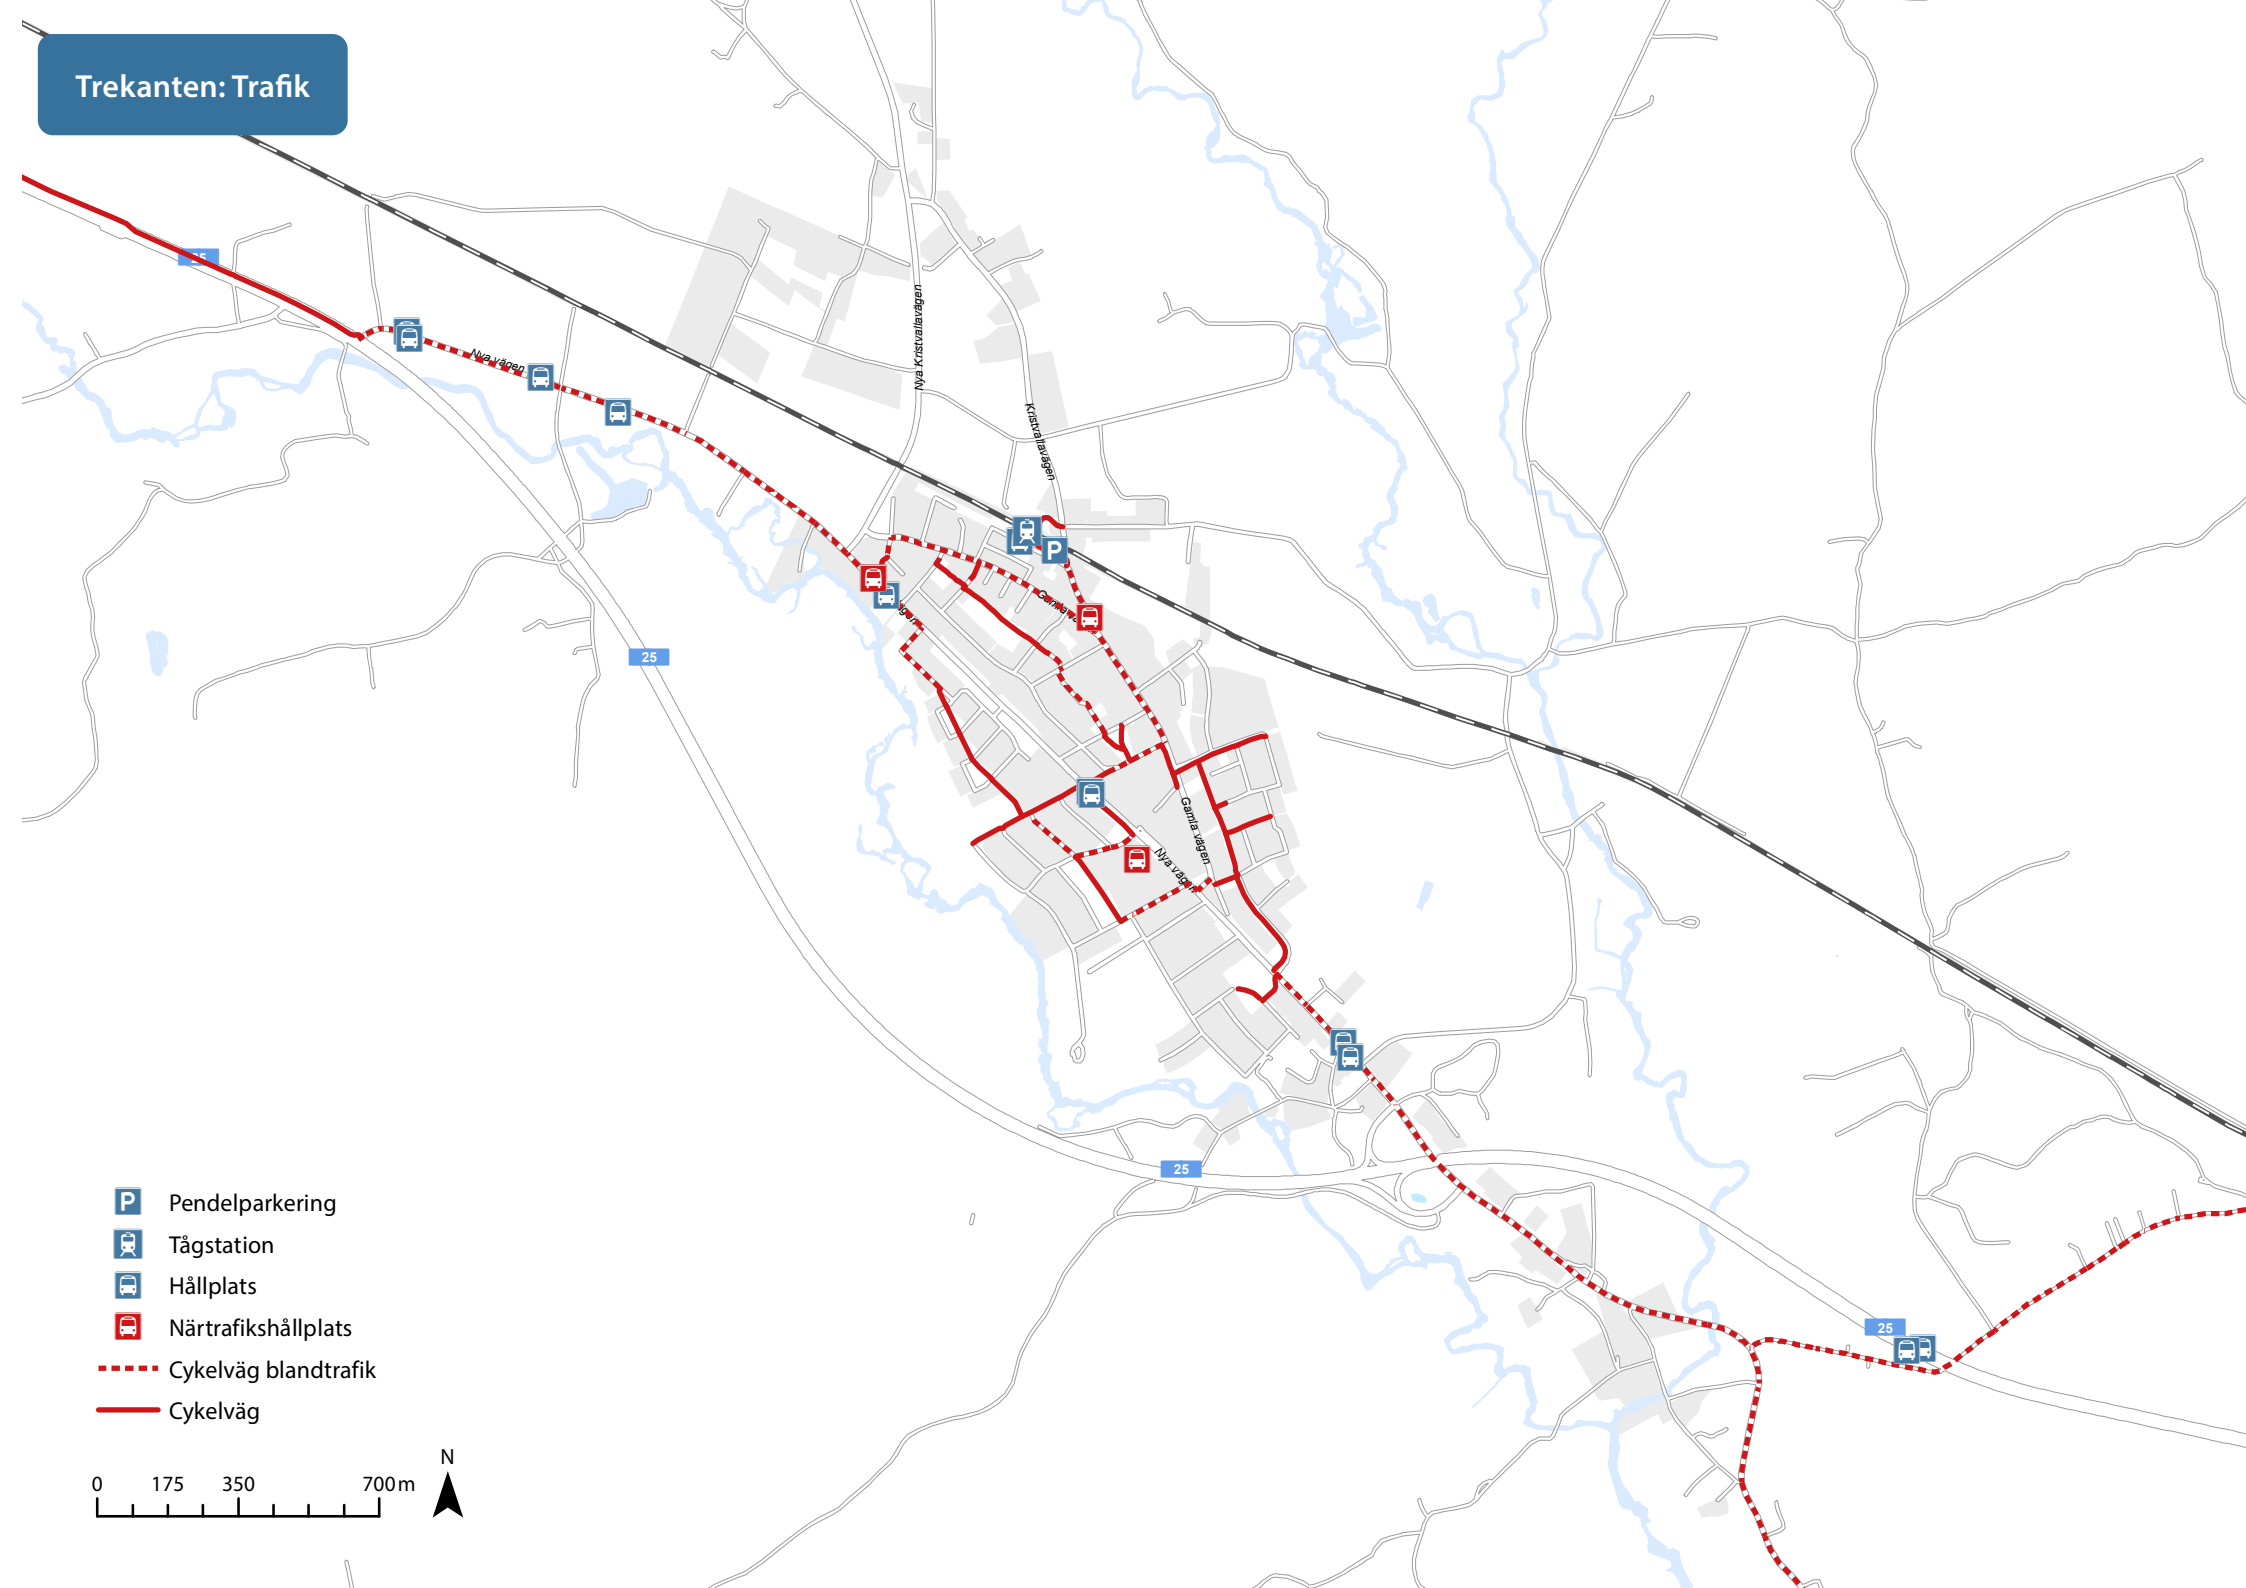 Trekanten: Trafik
25
Nya vägen
Nya Kristvallavägen
Kristvallavägen
Gamla
25
Gamla vägen
Nya vägen
25
25
Pendelparkering
Tågstation
Hållplats
Närtrafikshållplats
Cykelväg blandtrafik
Cykelväg
N
0 175 350 700 m
P
P